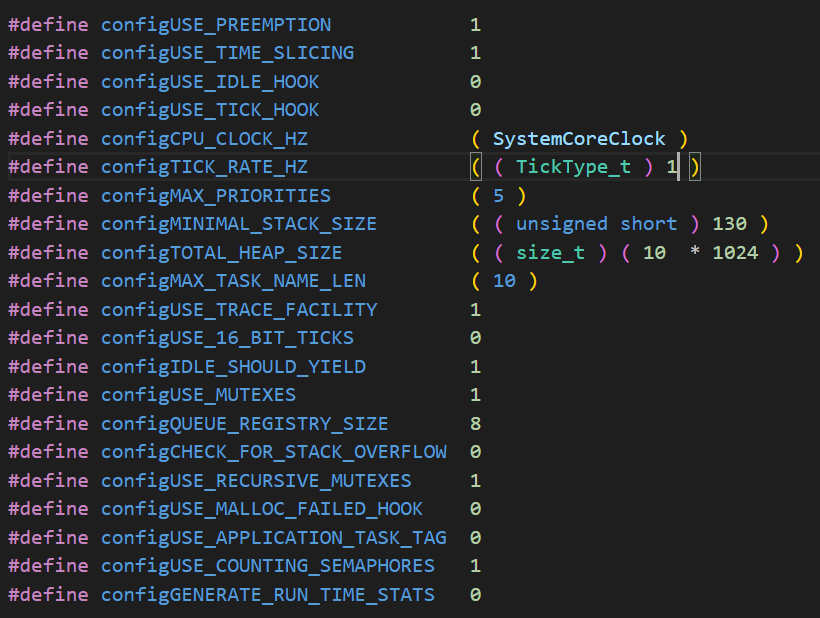 #define configUSE_PREEMPTION 1
#define configUSE_TIME_SLICING 1
#define configUSE_IDLE_HOOK 0
#define configUSE_TICK_HOOK 0
#define configCPU_CLOCK_HZ ( SystemCoreClock )
#define configTICK_RATE_HZ ( ( TickType_t ) 1 )
#define configMAX_PRIORITIES ( 5 )
#define configMINIMAL_STACK_SIZE ( ( unsigned short ) 130 )
#define configTOTAL_HEAP_SIZE ( ( size_t ) ( 10  * 1024 ) )
#define configMAX_TASK_NAME_LEN ( 10 )
#define configUSE_TRACE_FACILITY 1
#define configUSE_16_BIT_TICKS 0
#define configIDLE_SHOULD_YIELD 1
#define configUSE_MUTEXES 1
#define configQUEUE_REGISTRY_SIZE 8
#define configCHECK_FOR_STACK_OVERFLOW 0
#define configUSE_RECURSIVE_MUTEXES 1
#define configUSE_MALLOC_FAILED_HOOK 0
#define configUSE_APPLICATION_TASK_TAG 0
#define configUSE_COUNTING_SEMAPHORES 1
#define configGENERATE_RUN_TIME_STATS 0